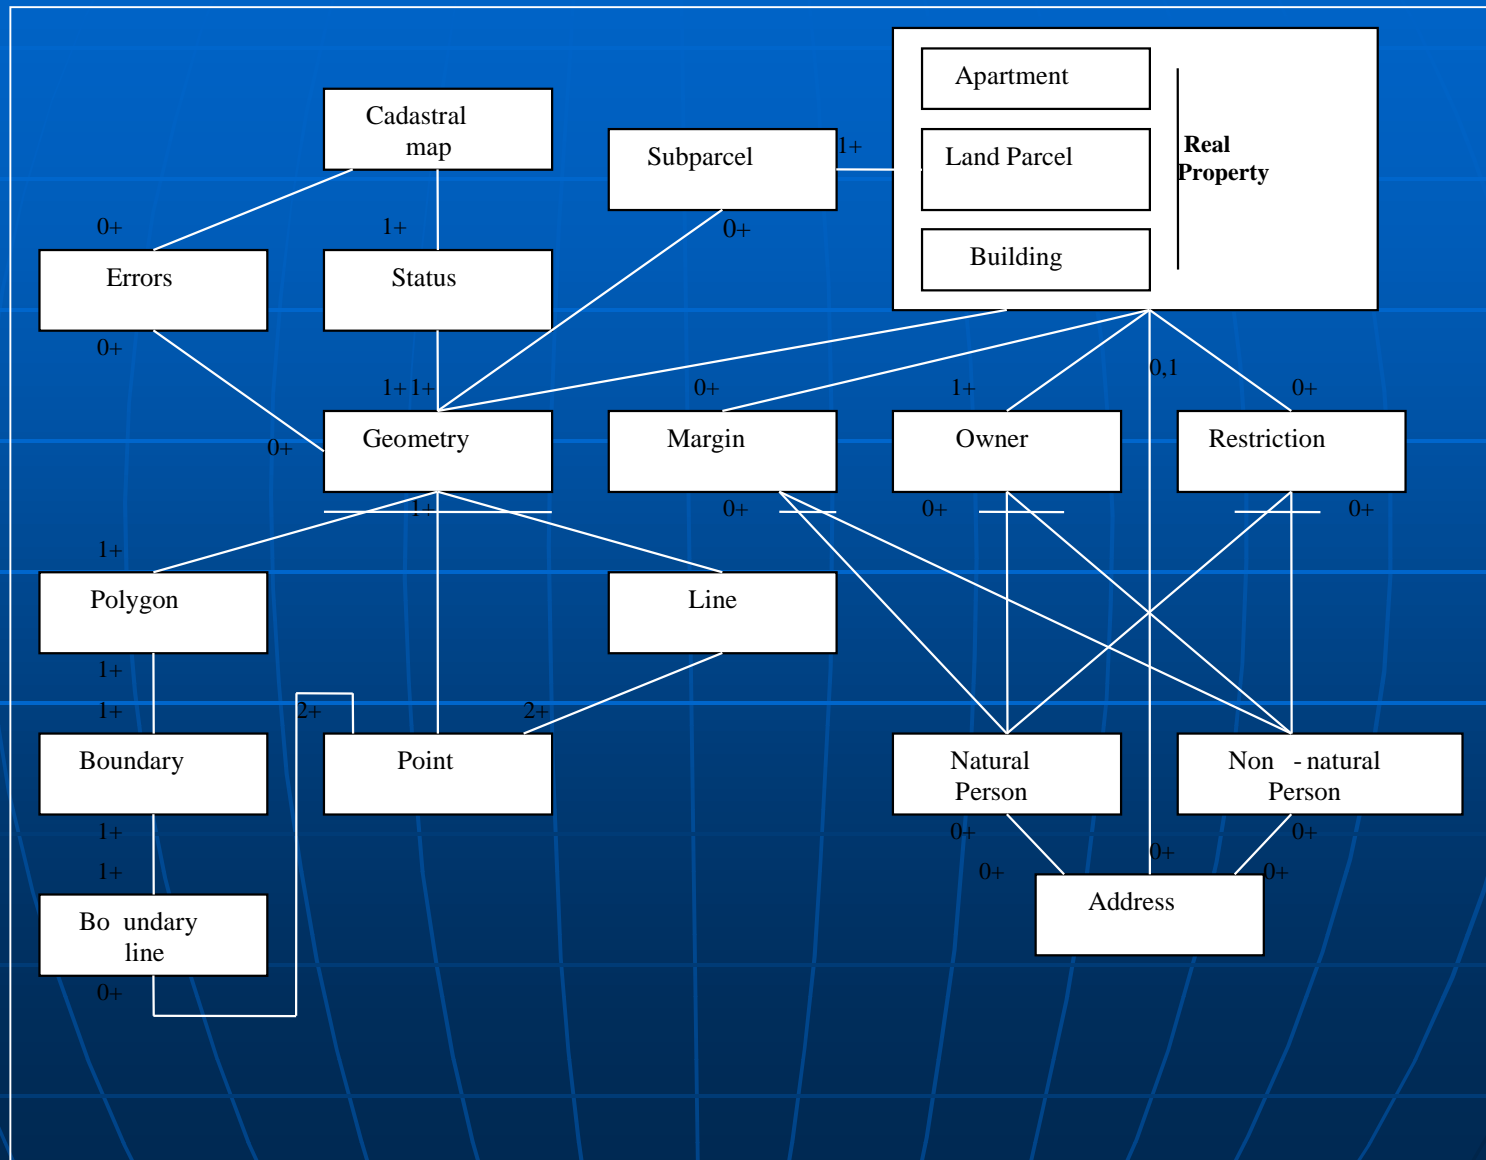 Apartment
Cadastral
map
Subparcel
1+
Land Parcel
Real
Property
0+
1+
0+
Building
Errors
Status
0+
1+1+
0+
1+
0,1
0+
0+
Geometry
Margin
Owner
Restriction
1+
0+
0+
0+
1+
Polygon
Line
1+
1+
2+
2+
Boundary
Point
Natural
Person
Non - natural
Person
1+
0+
0+
0+
1+
0+
0+
Bo undary
line
Address
0+